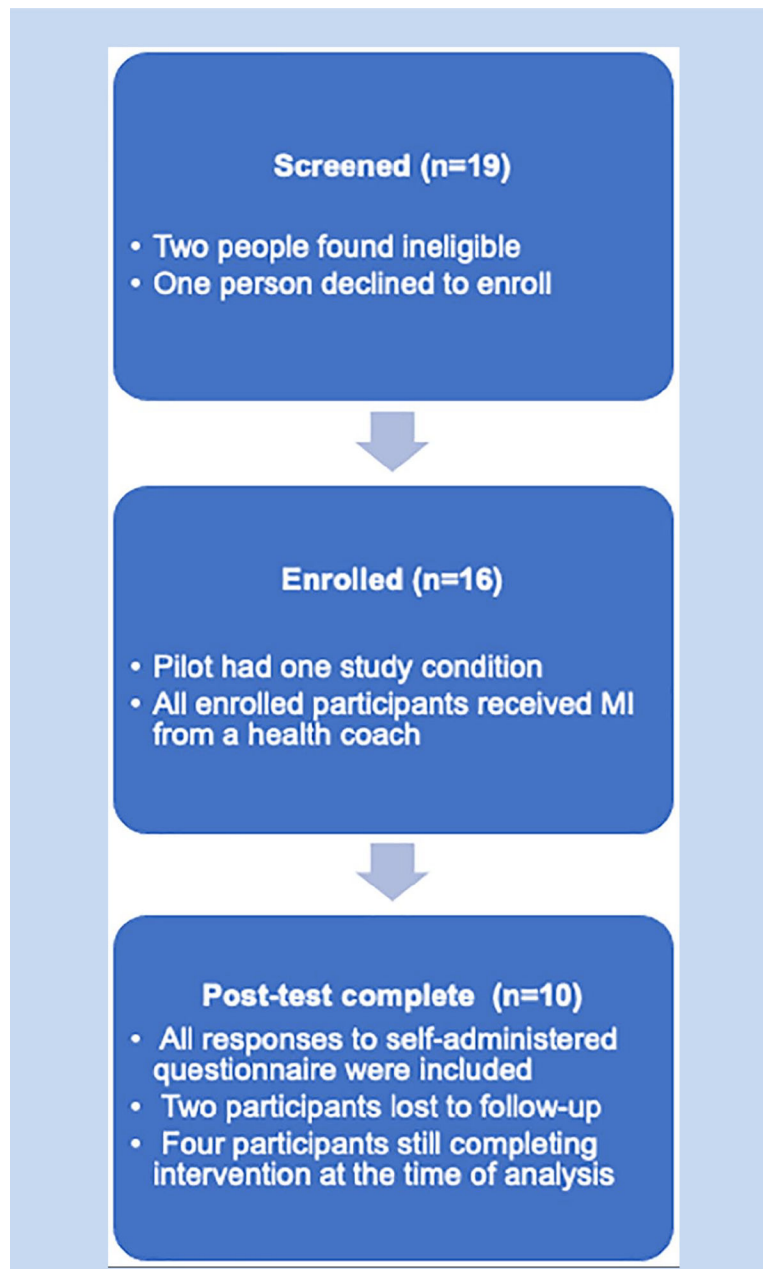 Screened (n=19)
• Two people found ineligible
• One person declined to enroll
Enrolled (n=16)
• Pilot had one study condition
• All enrolled participants received MI
from a health coach
Post-test complete (n=10)
• All responses to self-administered
questionnaire were included
• Two participants lost to follow-up
• Four participants still completing
intervention at the time of analysis